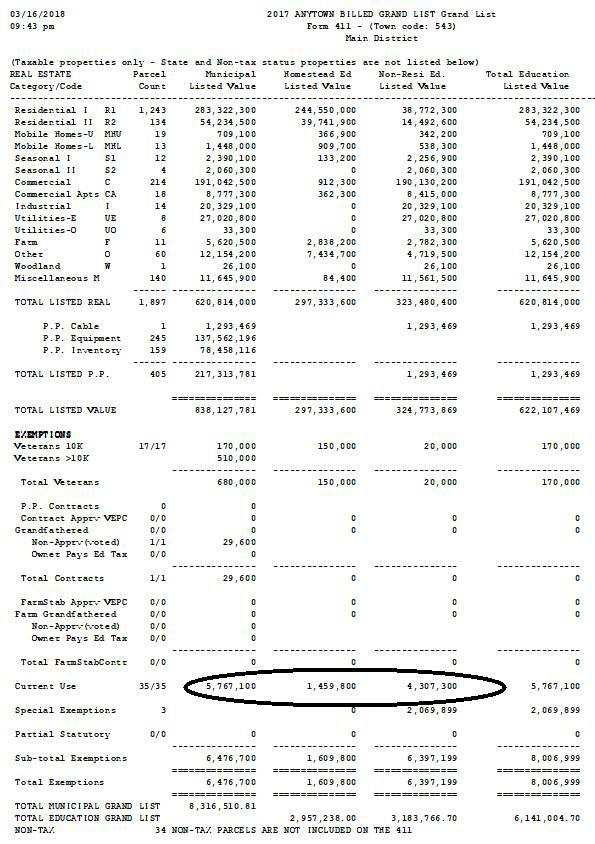 03/16/2018 2017 ANYTOWN BILLED GRAND LIST Grand List
09:43 pm Form 411 - (Town code: 543)
Main District
(Taxable properties only - State and Non-tax status properties are not listed below)
REAL ESTATE Parcel Municipal Homestead Ed Non-Resi Ed. Total Education
Category/Code Count Listed Value Listed Value Listed Value Listed Value
Residential I R1 1,243 283,322,300 244,550,000 38,772,300 283,322,300
Residential II R2 134 54,234,500 39,741,900 14,492,600 54,234,500
Mobile Homes-U MHU 19 709,100 366,900 342,200 709,100
Mobile Homes-L MHL 13 1,448,000 909,700 538,300 1,448,000
Seasonal I S1 12 2,390,100 133,200 2,256,900 2,390,100
Seasonal II S2 4 2,060,300 0 2,060,300 2,060,300
Commercial C 214 191,042,500 912,300 190,130,200 191,042,500
Commercial Apts CA 18 8,777,300 362,300 8,415,000 8,777,300
Industrial I 14 20,329,100 0 20,329,100 20,329,100
Utilities-E UE 8 27,020,800 0 27,020,800 27,020,800
Utilities-O UO 6 33,300 0 33,300 33,300
Farm F 11 5,620,500 2,838,200 2,782,300 5,620,500
Other O 60 12,154,200 7,434,700 4,719,500 12,154,200
Woodland W 1 26,100 0 26,100 26,100
Miscellaneous M 140 11,645,900 84,400 11,561,500 11,645,900
TOTAL LISTED REAL 1,897 620,814,000 297,333,600 323,480,400 620,814,000
P.P. Cable 1 1,293,469 1,293,469 1,293,469
P.P. Equipment 245 137,562,196
P.P. Inventory 159 78,458,116
TOTAL LISTED P.P. 405 217,313,781 1,293,469 1,293,469
TOTAL LISTED VALUE 838,127,781 297,333,600 324,773,869 622,107,469
EXEMPTIONS
Veterans 10K 17/17 170,000 150,000 20,000 170,000
Veterans >10K 510,000
Total Veterans 680,000 150,000 20,000 170,000
P.P. Contracts 0 0
Contract Apprv VEPC 0/0 0 0 0 0
Grandfathered 0/0 0 0 0 0
Non-Apprv(voted) 1/1 29,600
Owner Pays Ed Tax 0/0 0
Total Contracts 1/1 29,600 0 0 0
FarmStab Apprv VEPC 0/0 0 0 0 0
Farm Grandfathered 0/0 0 0 0 0
Non-Apprv(voted) 0/0 0
Owner Pays Ed Tax 0/0 0
Total FarmStabContr 0/0 0 0 0 0
Current Use 35/35 5,767,100 1,459,800 4,307,300 5,767,100
Special Exemptions 3 0 2,069,899 2,069,899
Partial Statutory 0/0 0 0 0 0
Sub-total Exemptions 6,476,700 1,609,800 6,397,199 8,006,999
Total Exemptions 6,476,700 1,609,800 6,397,199 8,006,999
TOTAL MUNICIPAL GRAND LIST 8,316,510.81
TOTAL EDUCATION GRAND LIST 2,957,238.00 3,183,766.70 6,141,004.70
NON-TAX 34 NON-TAX PARCELS ARE NOT INCLUDED ON THE 411